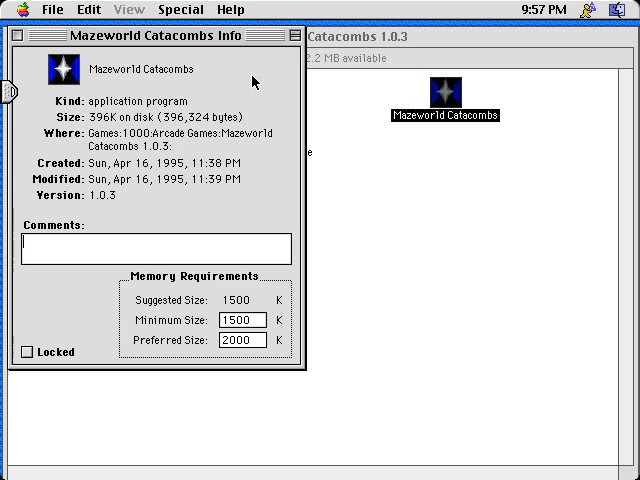 File Edit View Special Help 9:57 PM
Mazeworld Catacombs Info
Catacombs 1.0.3
2.2 MB available
Mazeworld Catacombs
Mazeworld Catacombs
Kind: application program
Size: 396K on disk (396,324 bytes)
Where: Games:1000:Arcade Games:Mazeworld
Catacombs 1.0.3:
e
Created: Sun, Apr 16, 1995, 11:38 PM
Modified: Sun, Apr 16, 1995, 11:39 PM
Version: 1.0.3
Comments:
Memory Requirements
Suggested Size: 1500 K
Minimum Size: 1500 K
Preferred Size: 2000 K
Locked